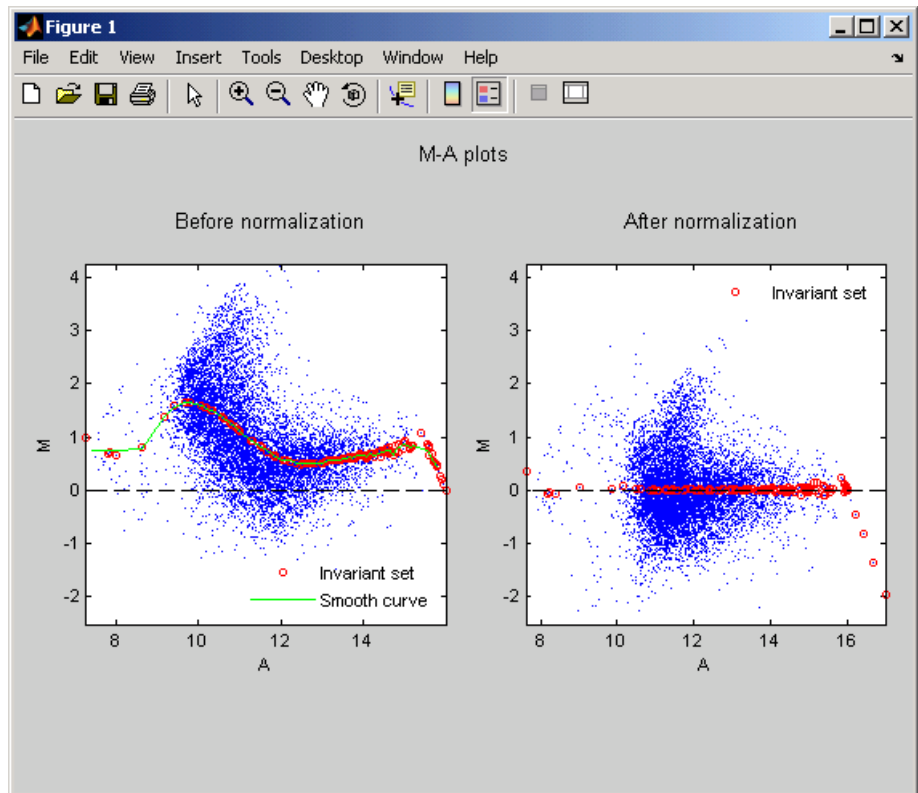 Figure 1
File Edit View Insert Tools Desktop Window Help
M-A plots
Before normalization
4
3
2
1
0
-1
-2
M
8 10 12 14
A
Invariant set
Smooth curve
After normalization
4
3
2
1
0
-1
-2
M
8 10 12 14 16
A
Invariant set